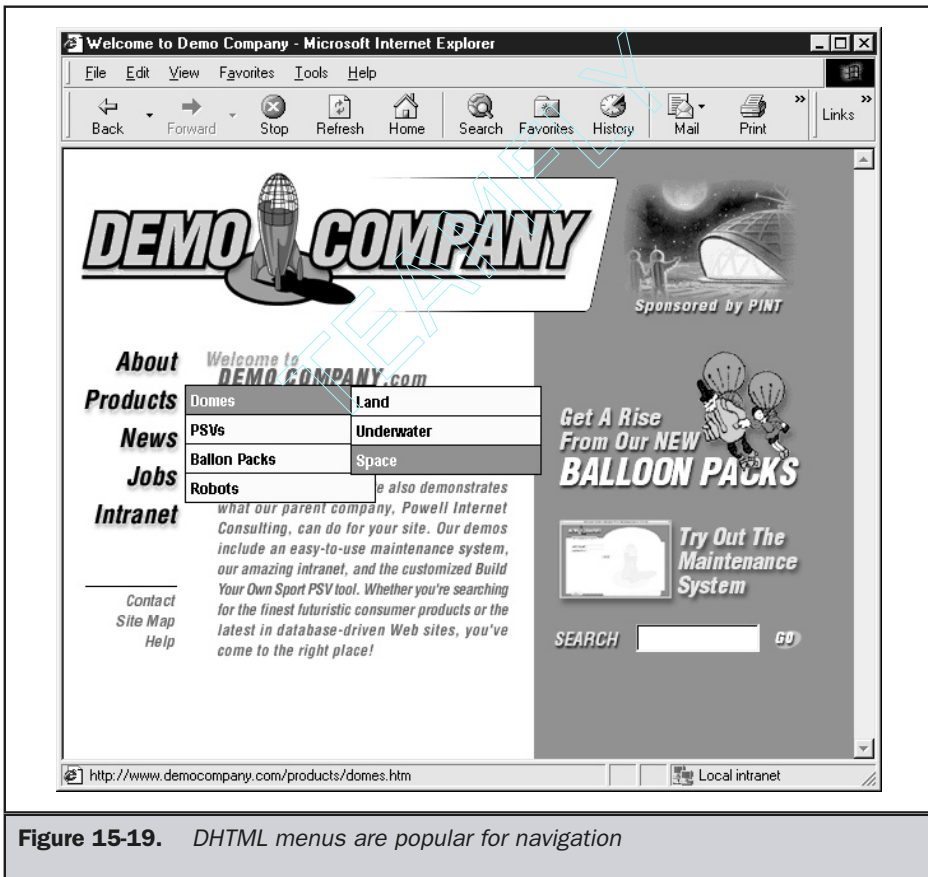 Welcome to Demo Company - Microsoft Internet Explorer
File Edit View Favorites Tools Help
Back Forward Stop Refresh Home Search Favorites History Mail Print » Links »
DEMO COMPANY
Sponsored by PINT
TEAMFLY
About
Products
News
Jobs
Intranet
Contact
Site Map
Help
Welcome to
DEMO COMPANY.com
Domes
PSVs
Ballon Packs
Robots
Land
Underwater
Space
e also demonstrates
what our parent company, Powell Internet
Consulting, can do for your site. Our demos
include an easy-to-use maintenance system,
our amazing intranet, and the customized Build
Your Own Sport PSV tool. Whether you're searching
for the finest futuristic consumer products or the
latest in database-driven Web sites, you've
come to the right place!
Get A Rise
From Our NEW
BALLOON PACKS
Try Out The
Maintenance
System
SEARCH GO
http://www.democompany.com/products/domes.htm Local intranet
Figure 15-19. DHTML menus are popular for navigation